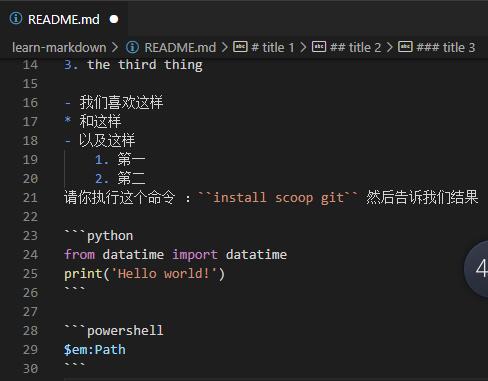 README.md
learn-markdown > README.md > # title 1 > ## title 2 > ### title 3
14 3. the third thing
15
16 - 我们喜欢这样
17 * 和这样
18 - 以及这样
19 1. 第一
20 2. 第二
21 请你执行这个命令 ：``install scoop git`` 然后告诉我们结果
22
23 ```python
24 from datatime import datatime
25 print('Hello world!')
26 ```
27
28 ```powershell
29 $em:Path
30 ```
4